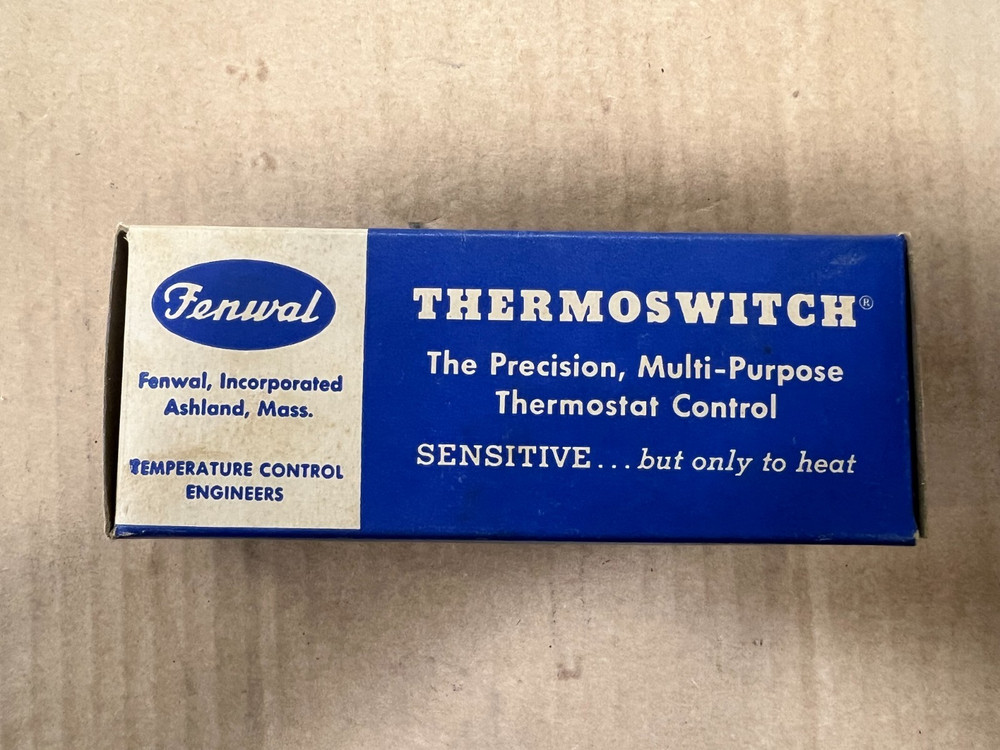 Fenwal
Fenwal, Incorporated
Ashland, Mass.
TEMPERATURE CONTROL
ENGINEERS
THERMOSWITCH®
The Precision, Multi-Purpose
Thermostat Control
SENSITIVE...but only to heat